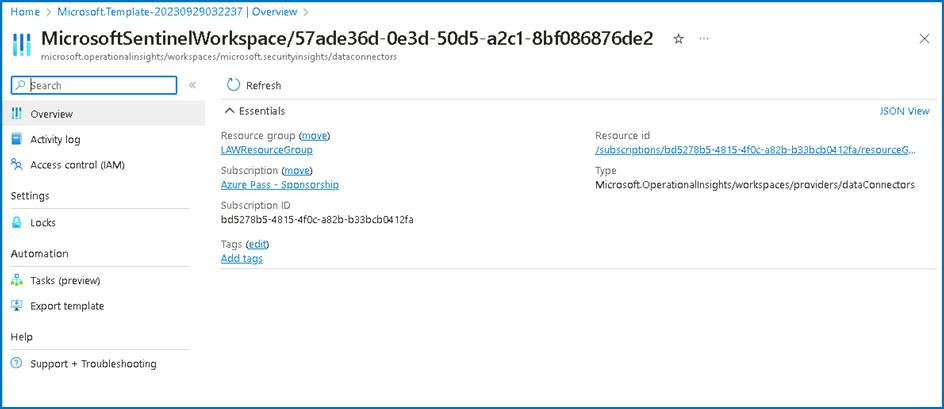 Home > Microsoft.Template-20230929032237 | Overview >
MicrosoftSentinelWorkspace/57ade36d-0e3d-50d5-a2c1-8bf086876de2 ☆ ...
microsoft.operationalinsights/workspaces/microsoft.securityinsights/dataconnectors
Search «
Overview
Activity log
Access control (IAM)
Settings
Locks
Automation
Tasks (preview)
Export template
Help
Support + Troubleshooting
Refresh
Essentials JSON View
Resource group (move)
LAWResourceGroup
Subscription (move)
Azure Pass - Sponsorship
Subscription ID
bd5278b5-4815-4f0c-a82b-b33bcb0412fa
Tags (edit)
Add tags
Resource id
/subscriptions/bd5278b5-4815-4f0c-a82b-b33bcb0412fa/resourceG...
Type
Microsoft.OperationalInsights/workspaces/providers/dataConnectors